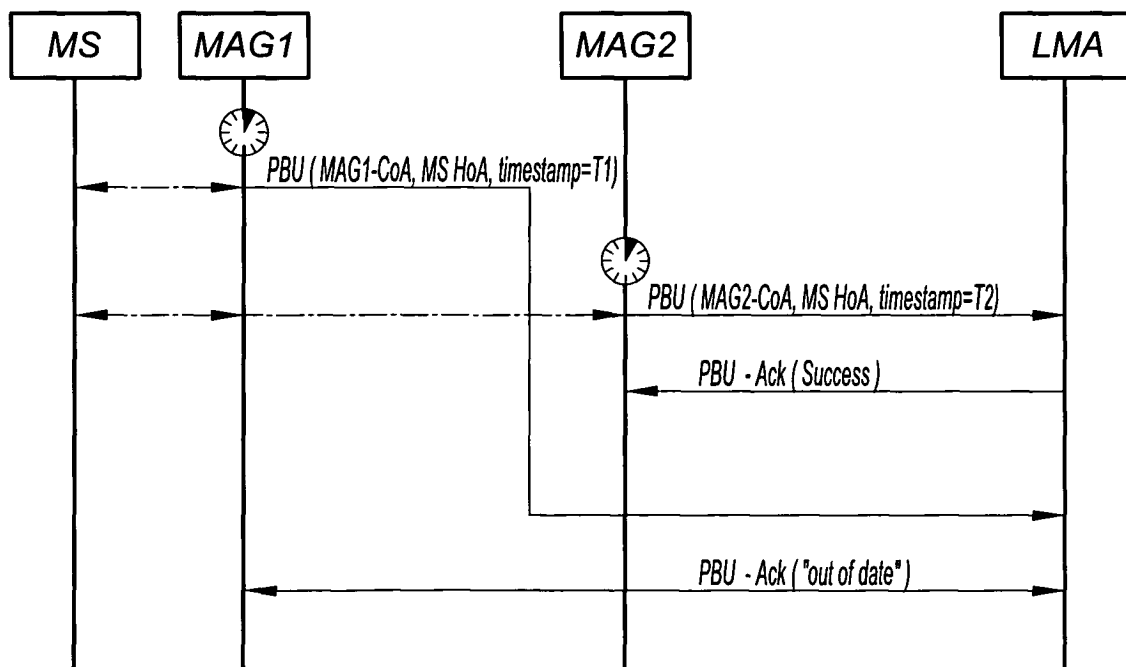 MS
MAG1
MAG2
LMA
PBU ( MAG1-CoA, MS HoA, timestamp=T1)
PBU ( MAG2-CoA, MS HoA, timestamp=T2)
PBU - Ack ( Success )
PBU - Ack ( "out of date" )